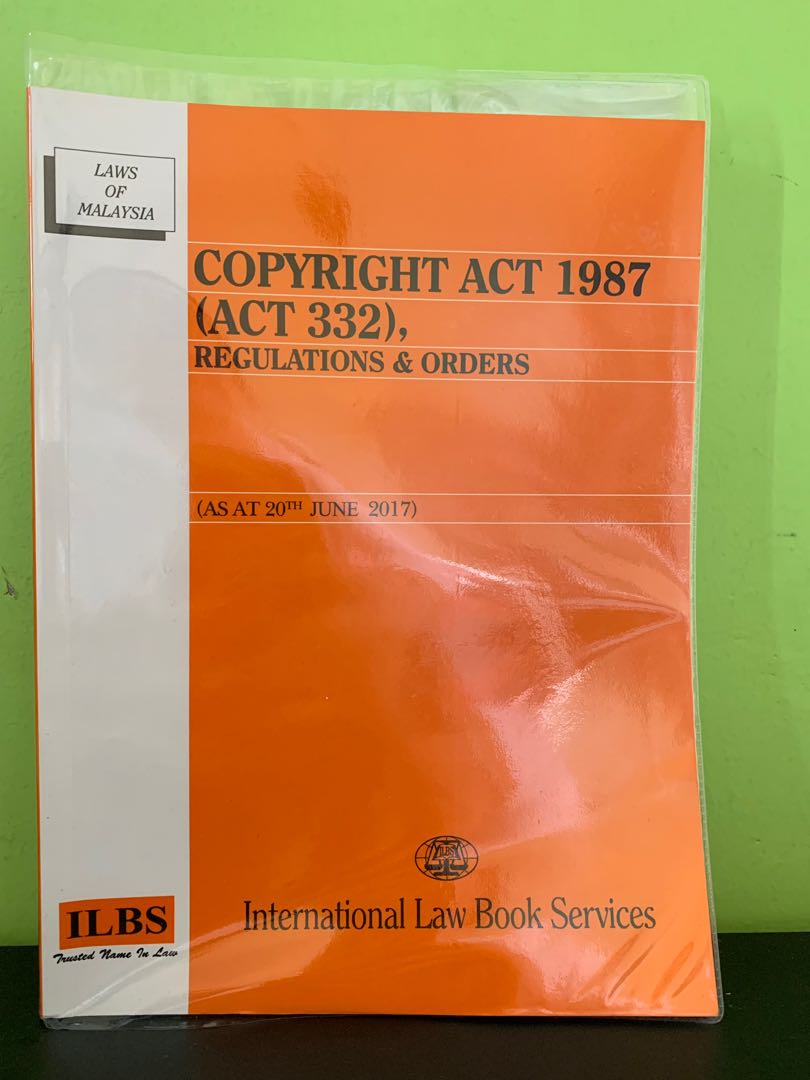 LAWS
OF
MALAYSIA
COPYRIGHT ACT 1987
(ACT 332),
REGULATIONS & ORDERS
(AS AT 20TH JUNE 2017)
ILBS
International Law Book Services
ILBS
Trusted Name In Law